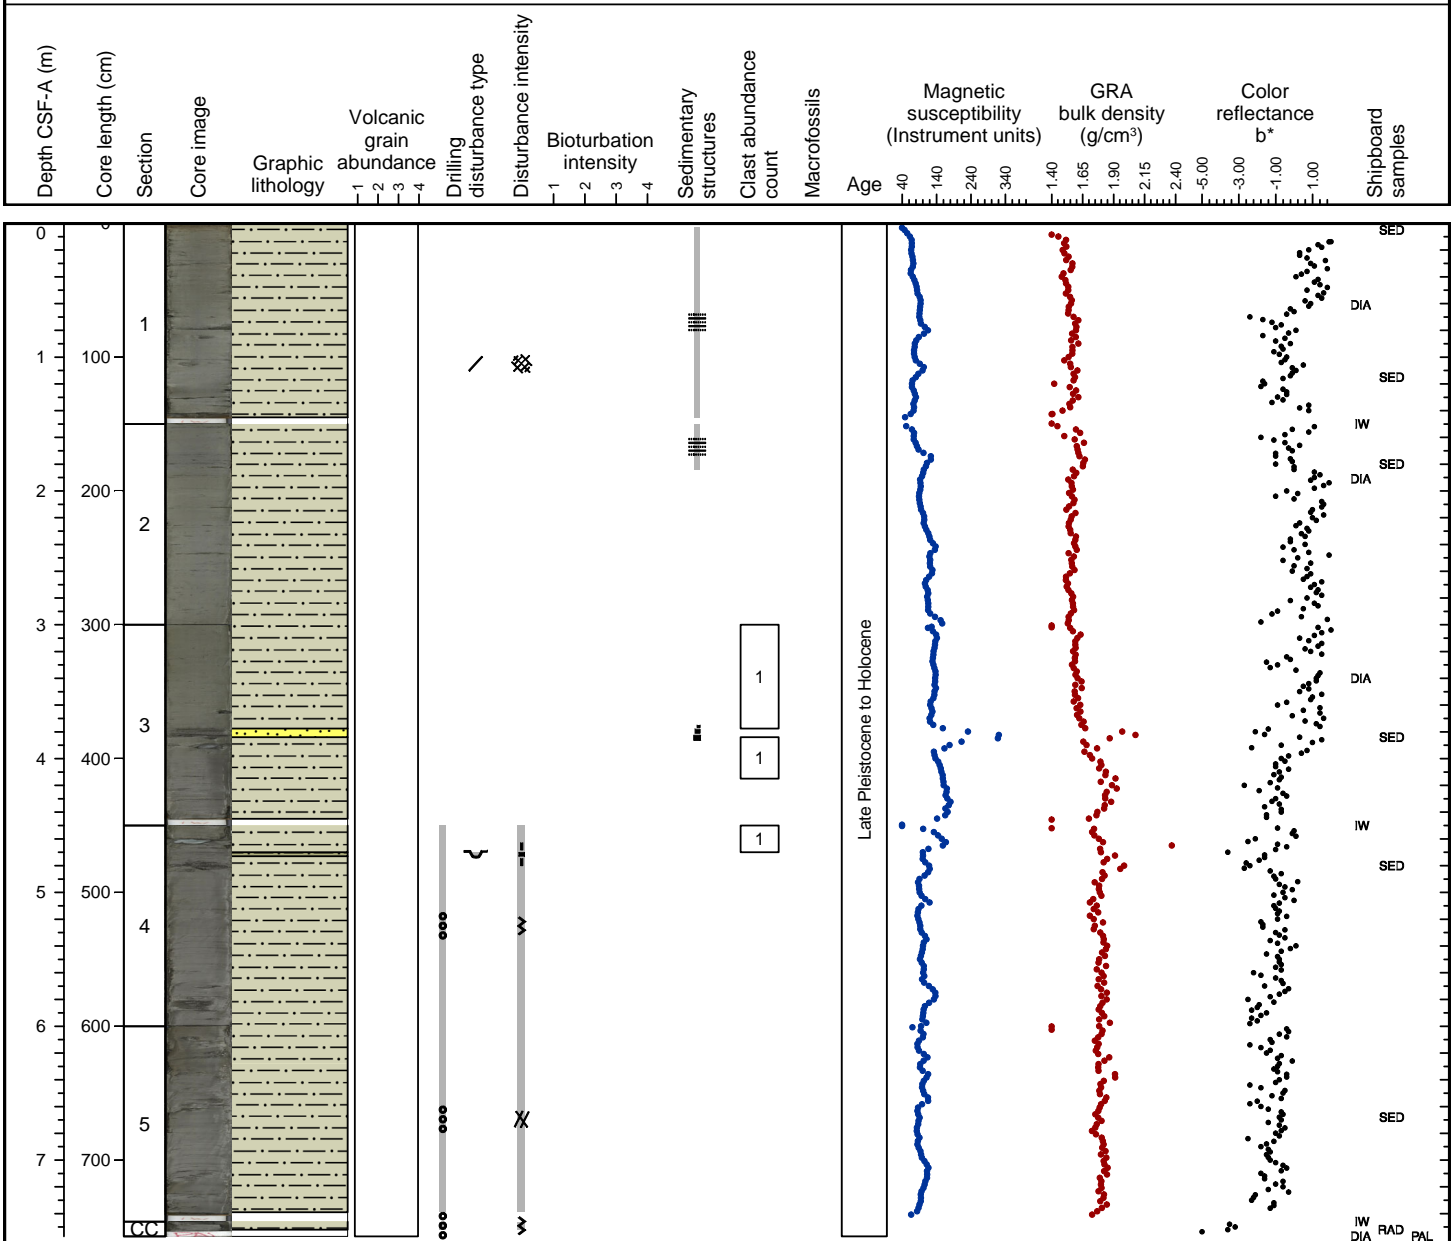 Depth CSF-A (m)
Core length (cm)
Section
Core image
Graphic
lithology
Volcanic
grain
abundance
1 2 3 4
Drilling
disturbance type
Disturbance intensity
Bioturbation
intensity
1 2 3 4
Sedimentary
structures
Clast abundance
count
Macrofossils
Age
Magnetic
susceptibility
(Instrument units)
40 140 240 340
GRA
bulk density
(g/cm³)
1.40 1.65 1.90 2.15 2.40
Color
reflectance
b*
-5.00 -3.00 -1.00 1.00
Shipboard
samples
0 0 SED
DIA
1
1 100 SED
IW
SED
2 200 DIA
2
3 300
1 DIA
3 SED
4 400 1
IW
1
SED
5 500
4
6 600
5 SED
7 700
CC IW
RAD
DIA PAL
Late Pleistocene to Holocene